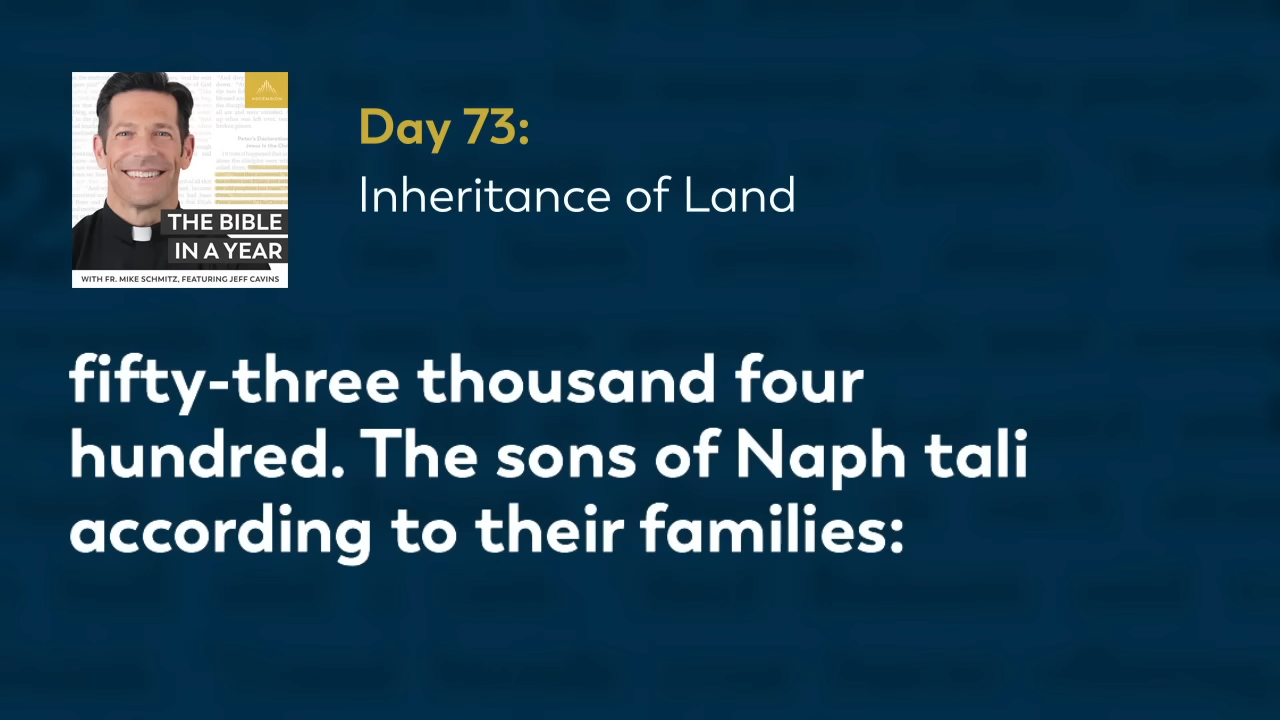 ASCENSION
THE BIBLE
IN A YEAR
WITH FR. MIKE SCHMITZ, FEATURING JEFF CAVINS
Day 73:
Inheritance of Land
fifty-three thousand four
hundred. The sons of Naph tali
according to their families: